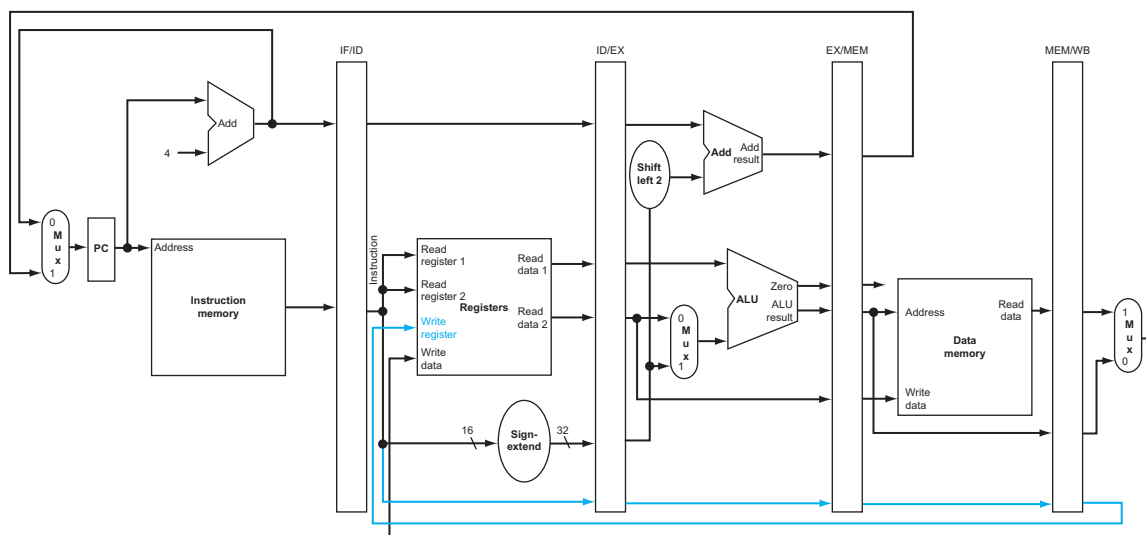 IF/ID
ID/EX
EX/MEM
MEM/WB
Add
4
Shift
left 2
Add
Add
result
0
M
u
x
1
PC
Address
Instruction
memory
Instruction
Read
register 1
Read
register 2
Registers
Write
register
Write
data
Read
data 1
Read
data 2
0
M
u
x
1
ALU
Zero
ALU
result
Address
Read
data
Data
memory
Write
data
1
M
u
x
0
16
Sign-
extend
32